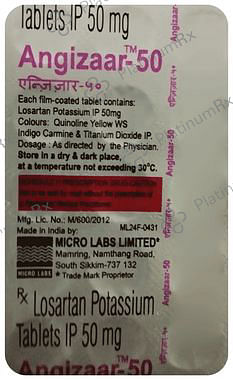 Tablets IP 50 mg
Angizaar™-50
एन्ज़िज़ार-५०
Each film-coated tablet contains:
Losartan Potassium IP 50mg
Colours: Quinoline Yellow WS
Indigo Carmine & Titanium Dioxide IP.
Dosage : As directed by the Physician.
Store in a dry & dark place,
at a temperature not exceeding 30°C.
Mfg. Lic. No.: M/600/2012
Made in India by: ML24F-0431
MICRO LABS LIMITED*
Mamring, Namthang Road,
South Sikkim-737 132
* Trade Mark Proprietor
MICRO LABS
Rx Losartan Potassium
Tablets IP 50 mg
Angizaar™-50
Angizaar-50
PlatinumRx